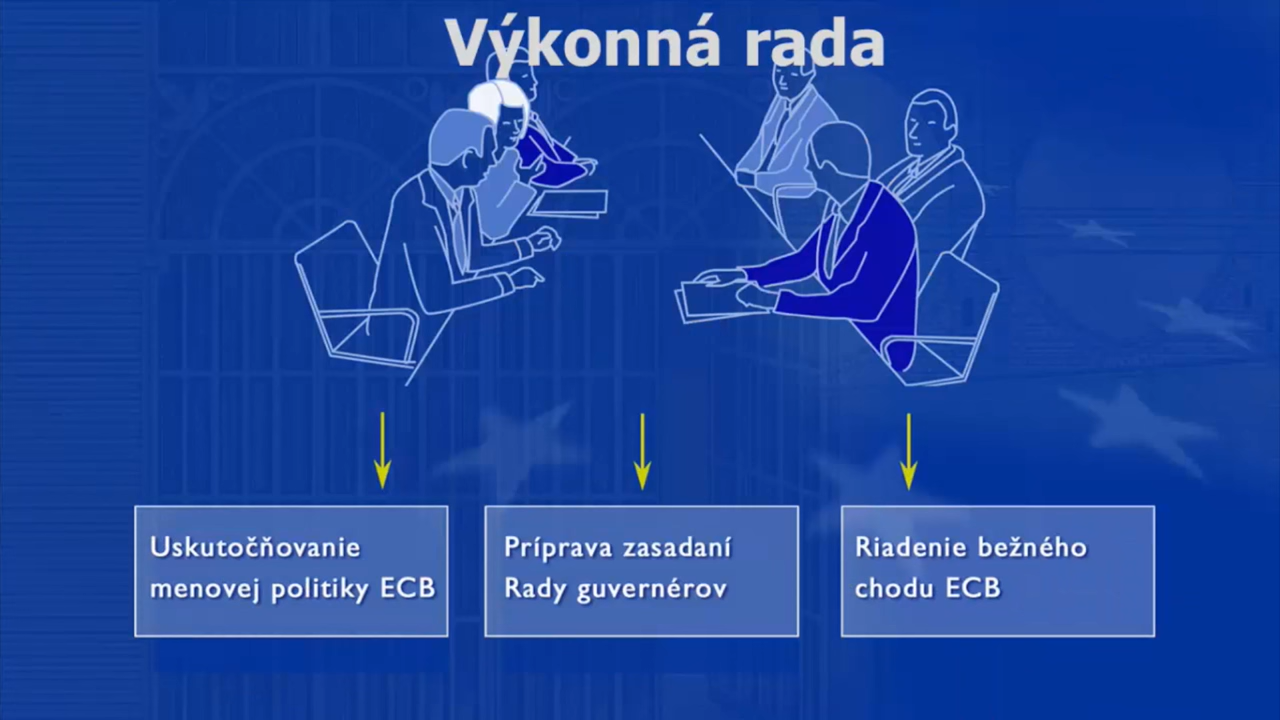 Výkonná rada
Uskutočňovanie
menovej politiky ECB
Príprava zasadaní
Rady guvernérov
Riadenie bežného
chodu ECB